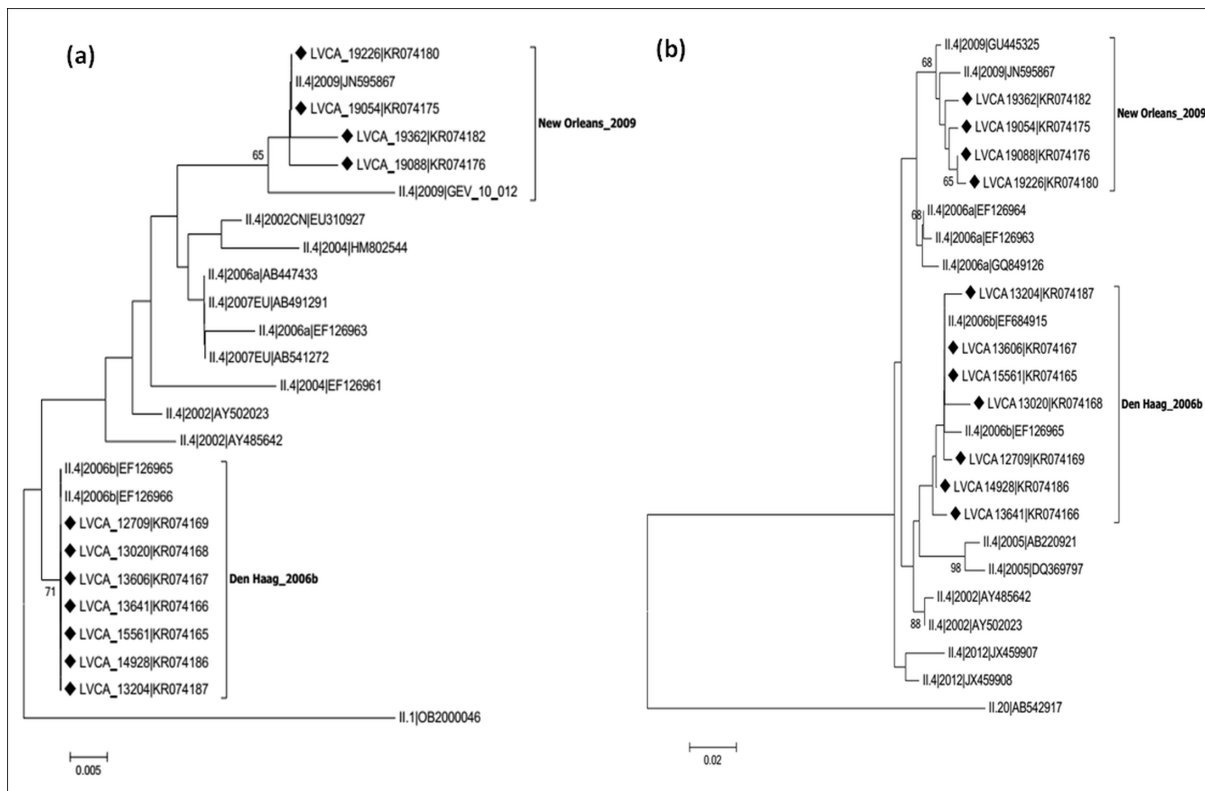 (a)
LVCA_19226|KR074180
II.4|2009|JN595867
LVCA_19054|KR074175
LVCA_19362|KR074182
65
LVCA_19088|KR074176
II.4|2009|GEV_10_012
New Orleans_2009
II.4|2002CN|EU310927
II.4|2004|HM802544
II.4|2006a|AB447433
II.4|2007EU|AB491291
II.4|2006a|EF126963
II.4|2007EU|AB541272
II.4|2004|EF126961
II.4|2002|AY502023
II.4|2002|AY485642
II.4|2006b|EF126965
II.4|2006b|EF126966
LVCA_12709|KR074169
LVCA_13020|KR074168
LVCA_13606|KR074167
71
LVCA_13641|KR074166
LVCA_15561|KR074165
LVCA_14928|KR074186
LVCA_13204|KR074187
Den Haag_2006b
II.1|OB2000046
0.005
(b)
II.4|2009|GU445325
68
II.4|2009|JN595867
LVCA 19362|KR074182
LVCA 19054|KR074175
LVCA 19088|KR074176
65
LVCA 19226|KR074180
New Orleans_2009
II.4|2006a|EF126964
68
II.4|2006a|EF126963
II.4|2006a|GQ849126
LVCA 13204|KR074187
II.4|2006b|EF684915
LVCA 13606|KR074167
LVCA 15561|KR074165
LVCA 13020|KR074168
II.4|2006b|EF126965
LVCA 12709|KR074169
LVCA 14928|KR074186
LVCA 13641|KR074166
Den Haag_2006b
II.4|2005|AB220921
98
II.4|2005|DQ369797
II.4|2002|AY485642
88
II.4|2002|AY502023
II.4|2012|JX459907
II.4|2012|JX459908
II.20|AB542917
0.02